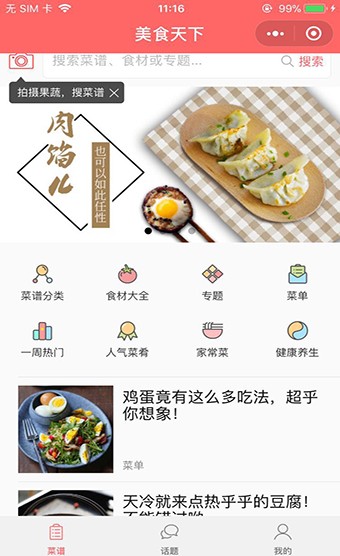 无 SIM 卡
11:16
99%
美食天下
搜索菜谱、食材或专题...
搜索
拍摄果蔬，搜菜谱
肉馅儿
也可以如此任性
菜谱分类
食材大全
专题
菜单
一周热门
人气菜肴
家常菜
健康养生
鸡蛋竟有这么多吃法，超乎
你想象！
菜单
天冷就来点热乎乎的豆腐！
不能错过哟
菜谱
话题
我的